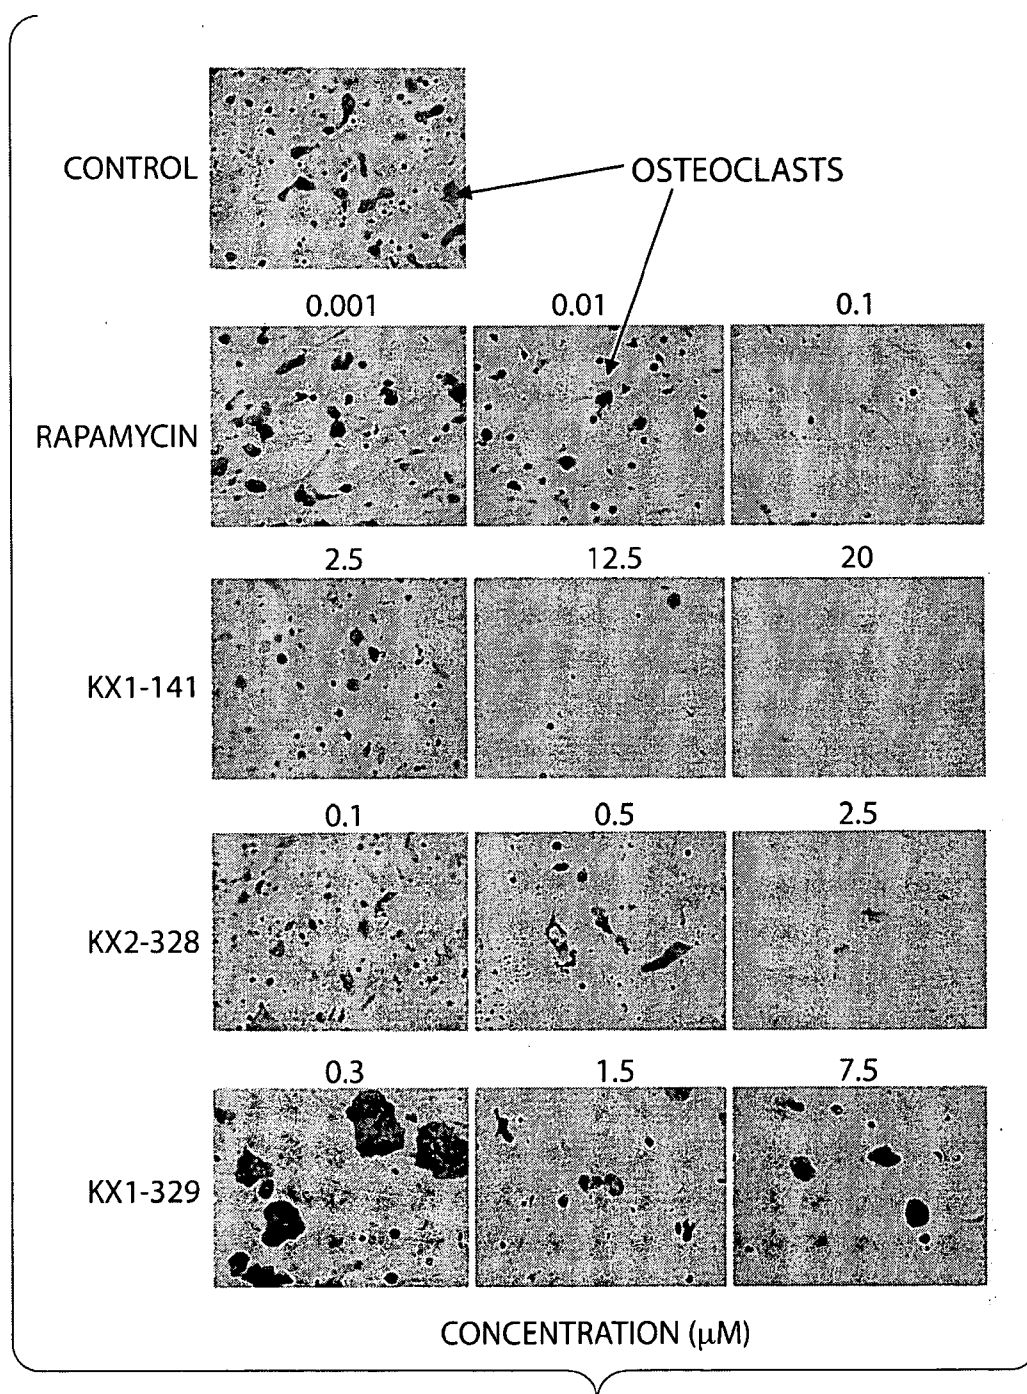 CONTROL
OSTEOCLASTS
0.001 0.01 0.1
RAPAMYCIN
2.5 12.5 20
KX1-141
0.1 0.5 2.5
KX2-328
0.3 1.5 7.5
KX1-329
CONCENTRATION (μM)